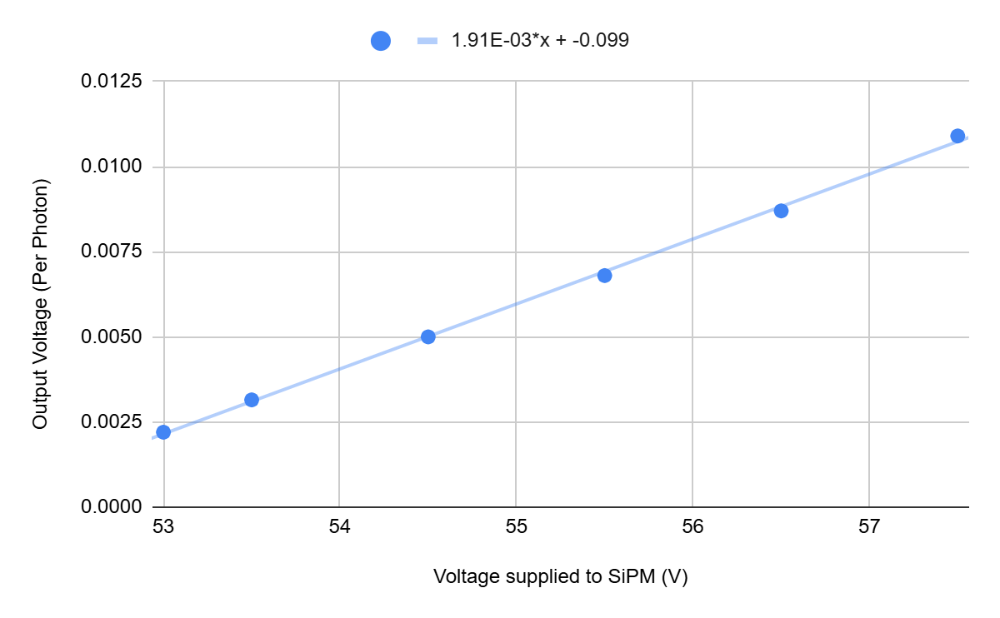 1.91E-03*x + -0.099
0.0125
0.0100
0.0075
0.0050
0.0025
0.0000
Output Voltage (Per Photon)
53 54 55 56 57
Voltage supplied to SiPM (V)